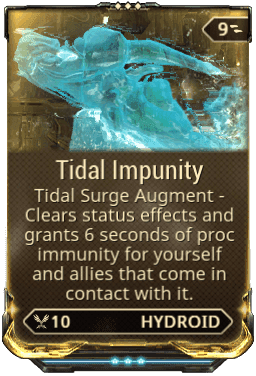 9
Tidal Impunity
Tidal Surge Augment -
Clears status effects and
grants 6 seconds of proc
immunity for yourself
and allies that come in
contact with it.
10 HYDROID